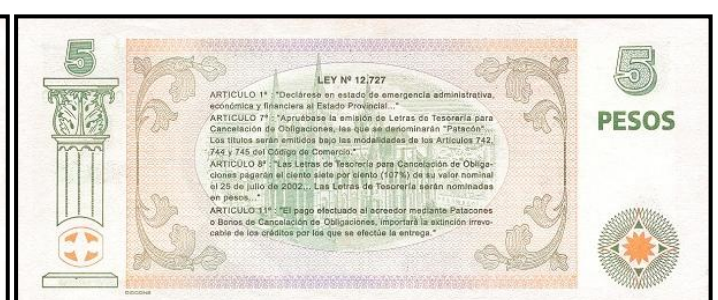 5
LEY Nº 12.727
ARTICULO 1º : "Declárese en estado de emergencia administrativa,
económica y financiera al Estado Provincial..."
ARTICULO 7º : "Apruébase la emisión de Letras de Tesorería para
Cancelación de Obligaciones, las que se denominarán "Patacón"...
Los títulos serán emitidos bajo las modalidades de los Artículos 742,
744 y 745 del Código de Comercio."
ARTICULO 8º : "Las Letras de Tesorería para Cancelación de Obliga-
ciones pagarán el ciento siete por ciento (107%) de su valor nominal
el 25 de julio de 2002... Las Letras de Tesorería serán nominadas
en pesos..."
ARTICULO 11º : "El pago efectuado al acreedor mediante Patacones
o Bonos de Cancelación de Obligaciones, importará la extinción irrevo-
cable de los créditos por los que se efectúe la entrega."
5
PESOS